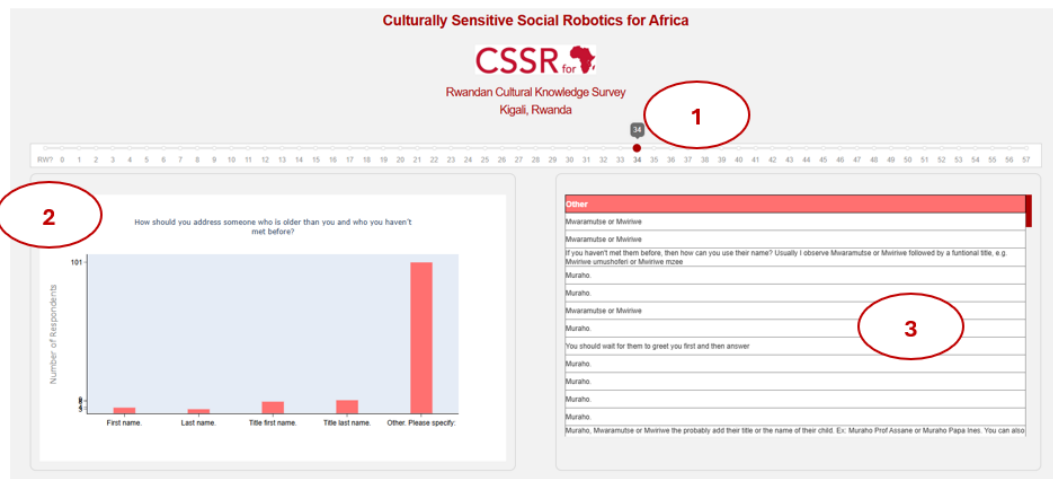 Culturally Sensitive Social Robotics for Africa
CSSR for
Rwandan Cultural Knowledge Survey
Kigali, Rwanda
1
34
RW? 0 1 2 3 4 5 6 7 8 9 10 11 12 13 14 15 16 17 18 19 20 21 22 23 24 25 26 27 28 29 30 31 32 33 34 35 36 37 38 39 40 41 42 43 44 45 46 47 48 49 50 51 52 53 54 55 56 57
2
How should you address someone who is older than you and who you haven't
met before?
101
Number of Respondents
First name. Last name. Title first name. Title last name. Other. Please specify:
Other
Mwaramutse or Mwiriwe
Mwaramutse or Mwiriwe
If you haven't met them before, then how can you use their name? Usually I observe Mwaramutse or Mwiriwe followed by a funtional title, e.g.
Mwiriwe umushoferi or Mwiriwe mzee
Muraho.
Muraho.
Mwaramutse or Mwiriwe
Muraho.
You should wait for them to greet you first and then answer
Muraho.
Muraho.
Muraho.
Muraho.
Muraho, Mwaramutse or Mwiriwe the probably add their title or the name of their child. Ex: Muraho Prof Assane or Muraho Papa Ines. You can also
3